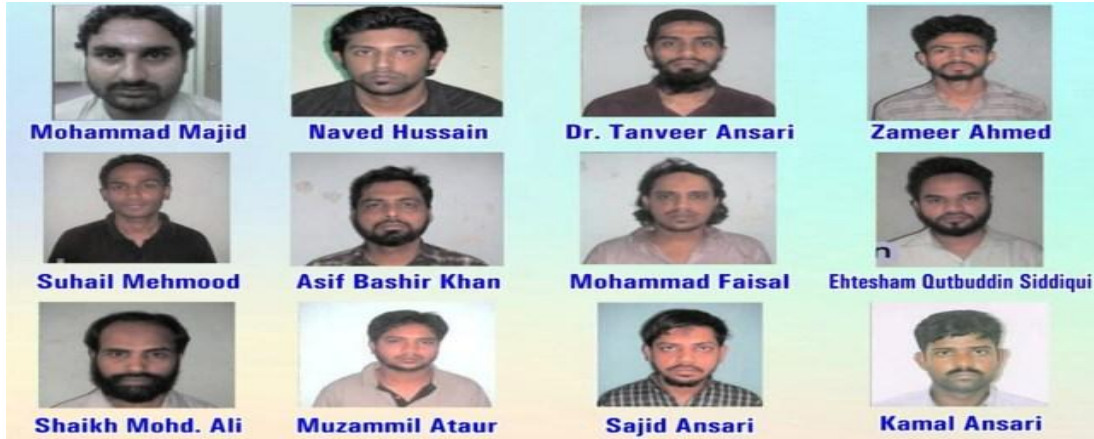 Mohammad Majid
Naved Hussain
Dr. Tanveer Ansari
Zameer Ahmed
Suhail Mehmood
Asif Bashir Khan
Mohammad Faisal
n
Ehtesham Qutbuddin Siddiqui
Shaikh Mohd. Ali
Muzammil Ataur
Sajid Ansari
Kamal Ansari